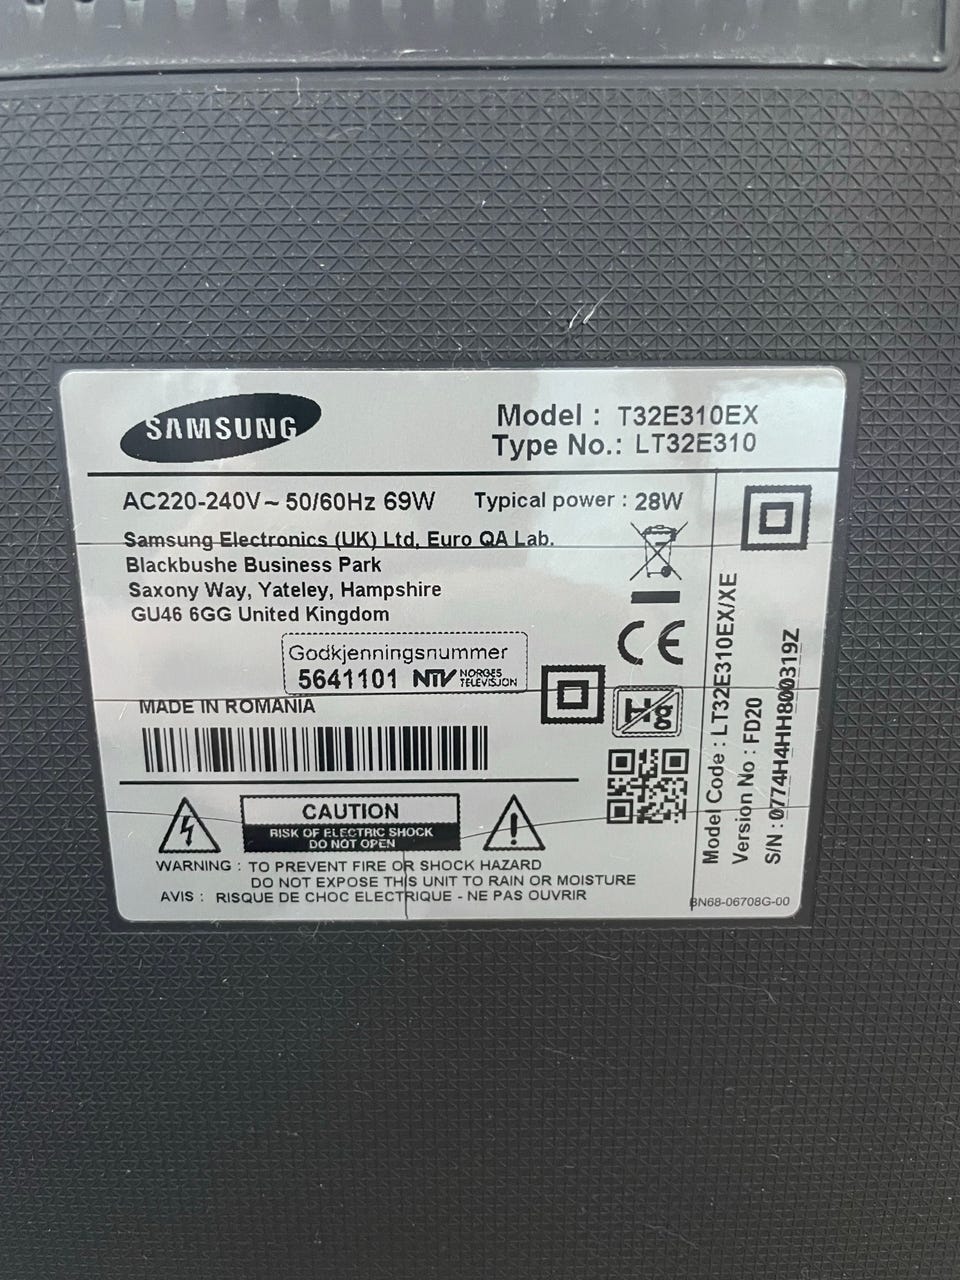 SAMSUNG
Model : T32E310EX
Type No.: LT32E310
AC220-240V~ 50/60Hz 69W Typical power : 28W
Samsung Electronics (UK) Ltd, Euro QA Lab.
Blackbushe Business Park
Saxony Way, Yateley, Hampshire
GU46 6GG United Kingdom
Godkjenningsnummer
5641101 NTV NORGES
TELEVISJON
MADE IN ROMANIA
CE
Hg
CAUTION
RISK OF ELECTRIC SHOCK
DO NOT OPEN
WARNING : TO PREVENT FIRE OR SHOCK HAZARD
DO NOT EXPOSE THIS UNIT TO RAIN OR MOISTURE
AVIS : RISQUE DE CHOC ELECTRIQUE - NE PAS OUVRIR
Model Code : LT32E310EX/XE
Version No : FD20
S/N : 0774H4HH800319Z
BN68-06708G-00